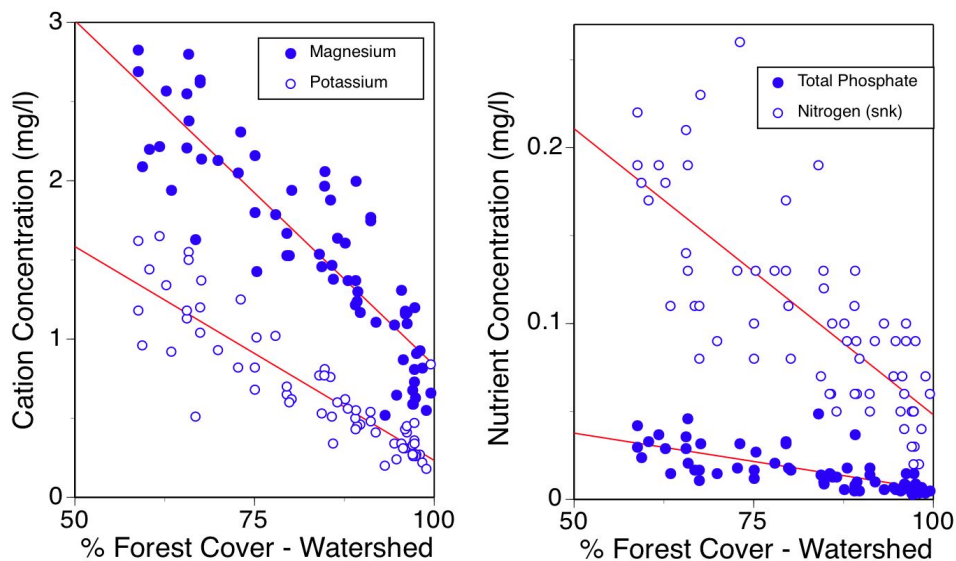 Cation Concentration (mg/l)
3
2
1
0
Magnesium
Potassium
50
75
100
% Forest Cover - Watershed
Nutrient Concentration (mg/l)
0.2
0.1
0
Total Phosphate
Nitrogen (snk)
50
75
100
% Forest Cover - Watershed